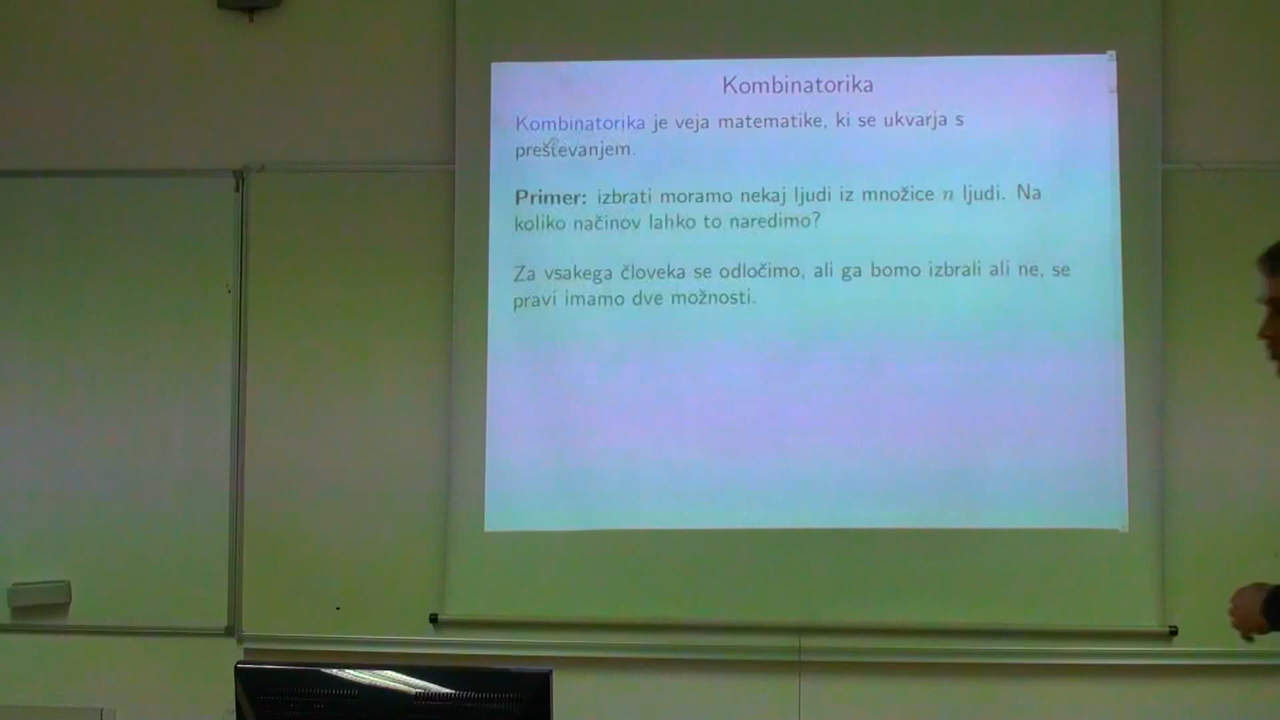 Kombinatorika
Kombinatorika je veja matematike, ki se ukvarja s
preštevanjem.
Primer: izbrati moramo nekaj ljudi iz množice n ljudi. Na
koliko načinov lahko to naredimo?
Za vsakega človeka se odločimo, ali ga bomo izbrali ali ne, se
pravi imamo dve možnosti.